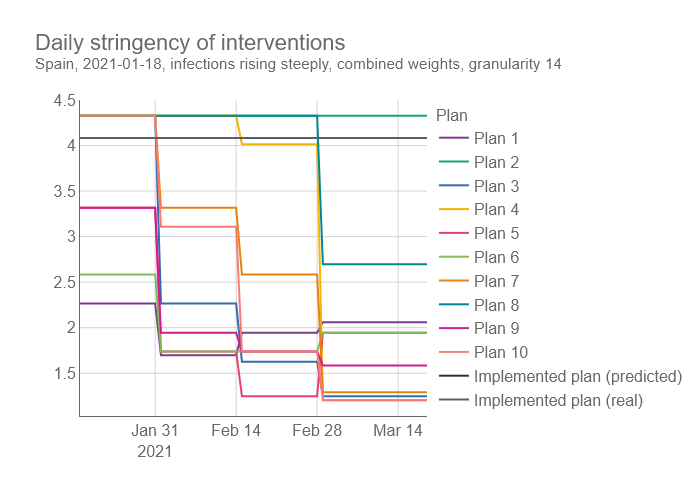 Daily stringency of interventions
Spain, 2021-01-18, infections rising steeply, combined weights, granularity 14
4.5
4
3.5
3
2.5
2
1.5
Jan 31
2021
Feb 14
Feb 28
Mar 14
Plan
Plan 1
Plan 2
Plan 3
Plan 4
Plan 5
Plan 6
Plan 7
Plan 8
Plan 9
Plan 10
Implemented plan (predicted)
Implemented plan (real)